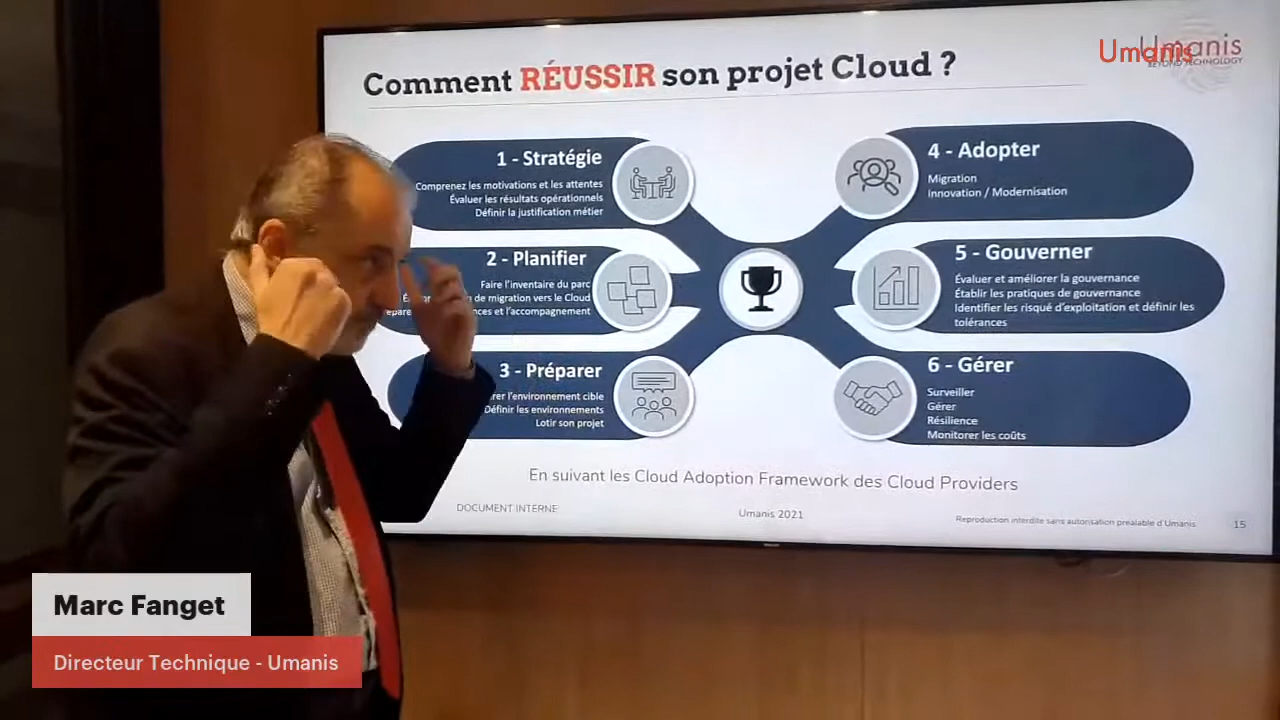 Umanis
Umanis
BEYOND TECHNOLOGY
Comment RÉUSSIR son projet Cloud ?
1 - Stratégie
Comprenez les motivations et les attentes
Évaluer les résultats opérationnels
Définir la justification métier
2 - Planifier
Faire l'inventaire du parc
de migration vers le Cloud
et l'accompagnement
3 - Préparer
l'environnement cible
Définir les environnements
Lotir son projet
4 - Adopter
Migration
Innovation / Modernisation
5 - Gouverner
Évaluer et améliorer la gouvernance
Établir les pratiques de gouvernance
Identifier les risqué d'exploitation et définir les
tolérances
6 - Gérer
Surveiller
Gérer
Résilience
Monitorer les coûts
En suivant les Cloud Adoption Framework des Cloud Providers
DOCUMENT INTERNE
Umanis 2021
Reproduction interdite sans autorisation préalable d'Umanis.
15
Marc Fanget
Directeur Technique - Umanis